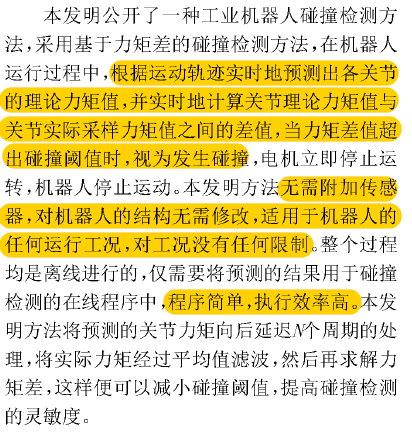 本发明公开了一种工业机器人碰撞检测方
法，采用基于力矩差的碰撞检测方法，在机器人
运行过程中，根据运动轨迹实时地预测出各关节
的理论力矩值，并实时地计算关节理论力矩值与
关节实际采样力矩值之间的差值，当力矩差值超
出碰撞阈值时，视为发生碰撞，电机立即停止运
转，机器人停止运动。本发明方法无需附加传感
器，对机器人的结构无需修改，适用于机器人的
任何运行工况，对工况没有任何限制。整个过程
均是离线进行的，仅需要将预测的结果用于碰撞
检测的在线程序中，程序简单，执行效率高。本发
明方法将预测的关节力矩向后延迟N个周期的处
理，将实际力矩经过平均值滤波，然后再求解力
矩差，这样便可以减小碰撞阈值，提高碰撞检测
的灵敏度。